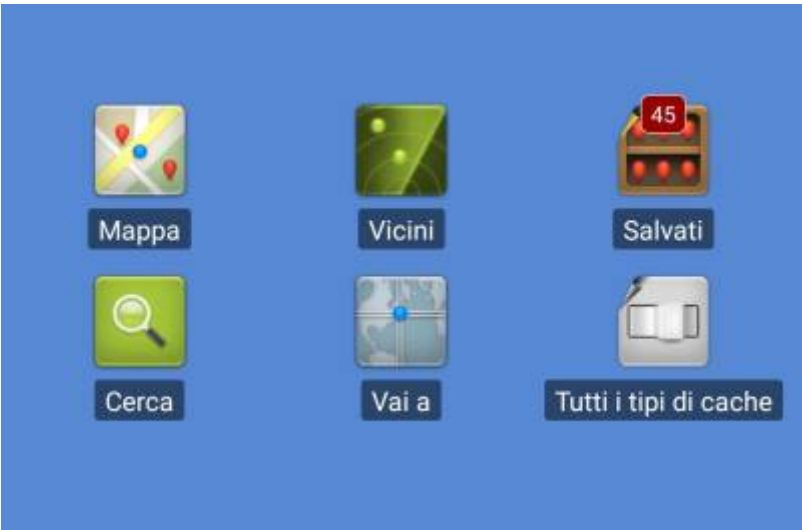 45
Mappa
Vicini
Salvati
Cerca
Vai a
Tutti i tipi di cache